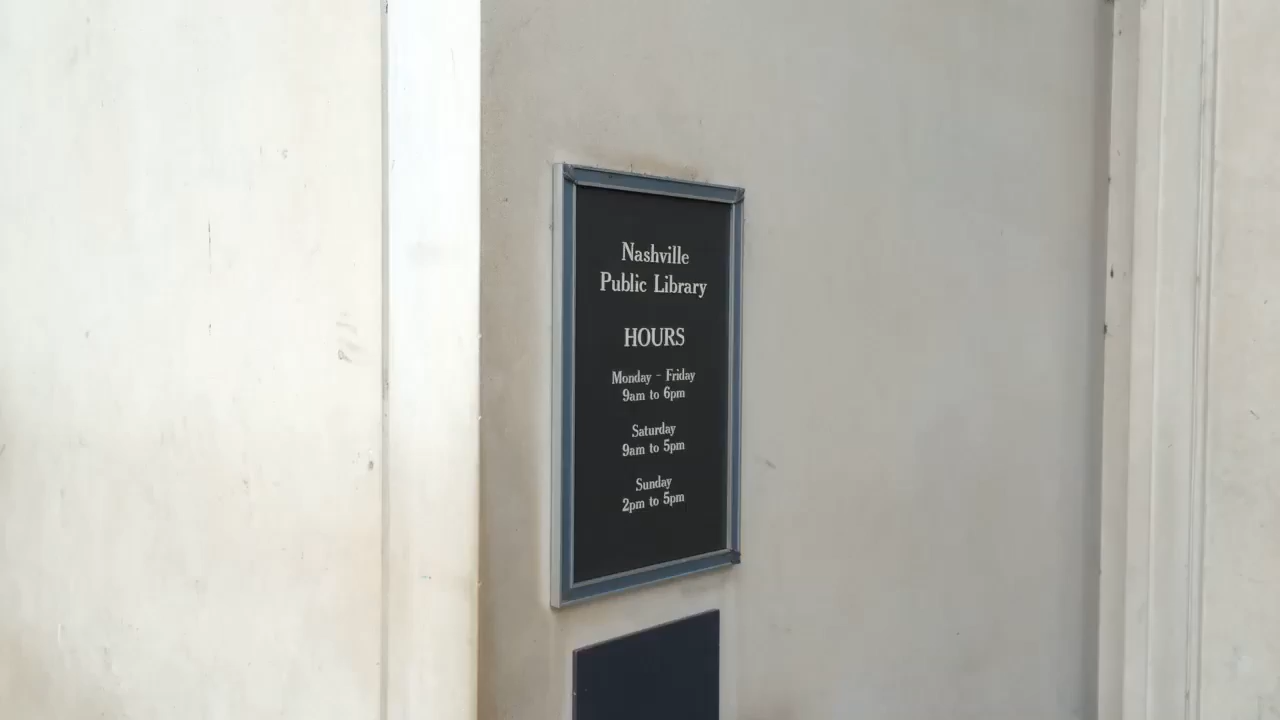 Nashville
Public Library
HOURS
Monday - Friday
9am to 6pm
Saturday
9am to 5pm
Sunday
2pm to 5pm